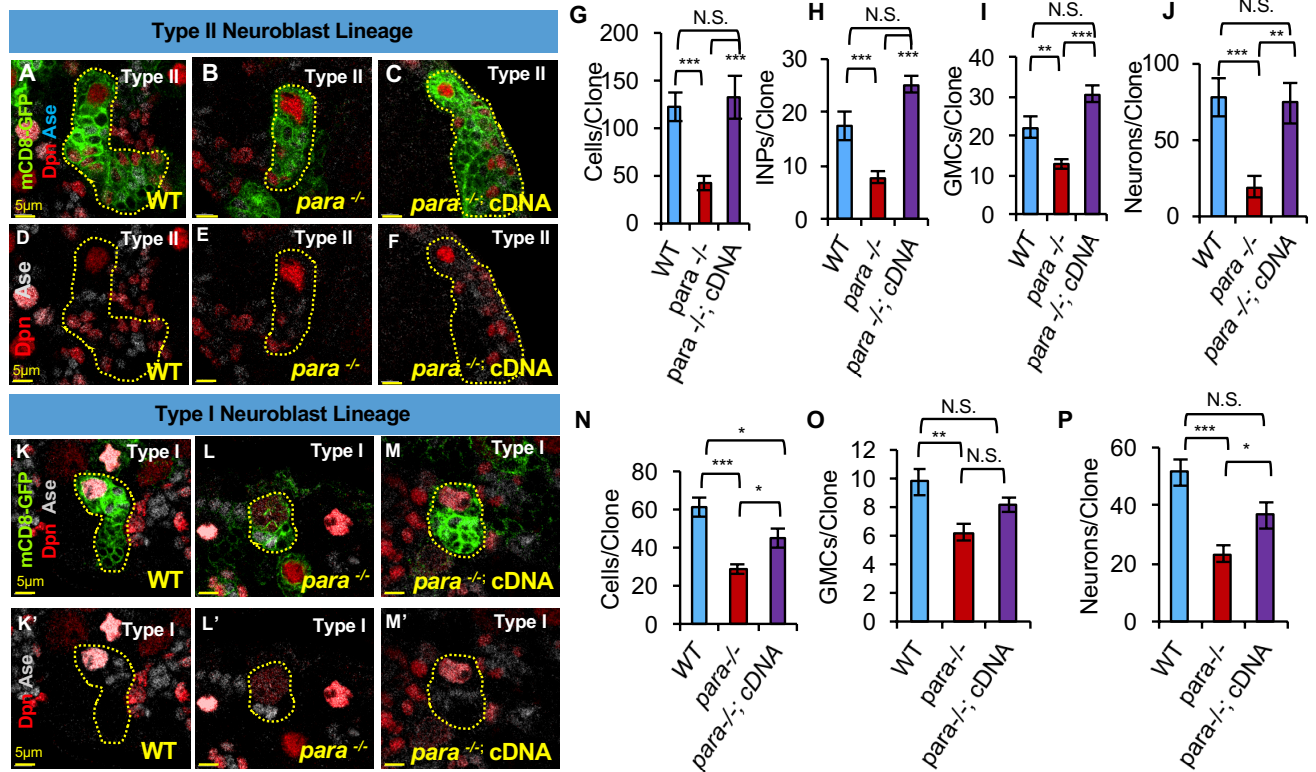 Type II Neuroblast Lineage
A
Type II
mCD8-GFP
Dpn Ase
5µm
WT
B
Type II
para -/-
C
Type II
para -/-; cDNA
D
Type II
Dpn Ase
5µm
WT
E
Type II
para -/-
F
Type II
para -/-; cDNA
G
Cells/Clone
200
150
100
50
0
N.S.
***
***
WT
para -/-
para -/-; cDNA
H
INPs/Clone
30
20
10
0
N.S.
***
***
WT
para -/-
para -/-; cDNA
I
GMCs/Clone
40
30
20
10
0
N.S.
**
***
WT
para -/-
para -/-; cDNA
J
Neurons/Clone
100
75
50
0
N.S.
***
**
WT
para -/-
para -/-; cDNA
Type I Neuroblast Lineage
K
Type I
mCD8-GFP
Dpn Ase
5µm
WT
L
Type I
para -/-
M
Type I
para -/-; cDNA
K'
Type I
Dpn Ase
5µm
WT
L'
Type I
para -/-
M'
Type I
para -/-; cDNA
N
Cells/Clone
80
60
40
20
0
*
***
*
WT
para-/-
para-/-; cDNA
O
GMCs/Clone
12
10
8
6
4
2
0
N.S.
**
N.S.
WT
para-/-
para-/-; cDNA
P
Neurons/Clone
60
40
20
0
N.S.
***
*
WT
para-/-
para-/-; cDNA